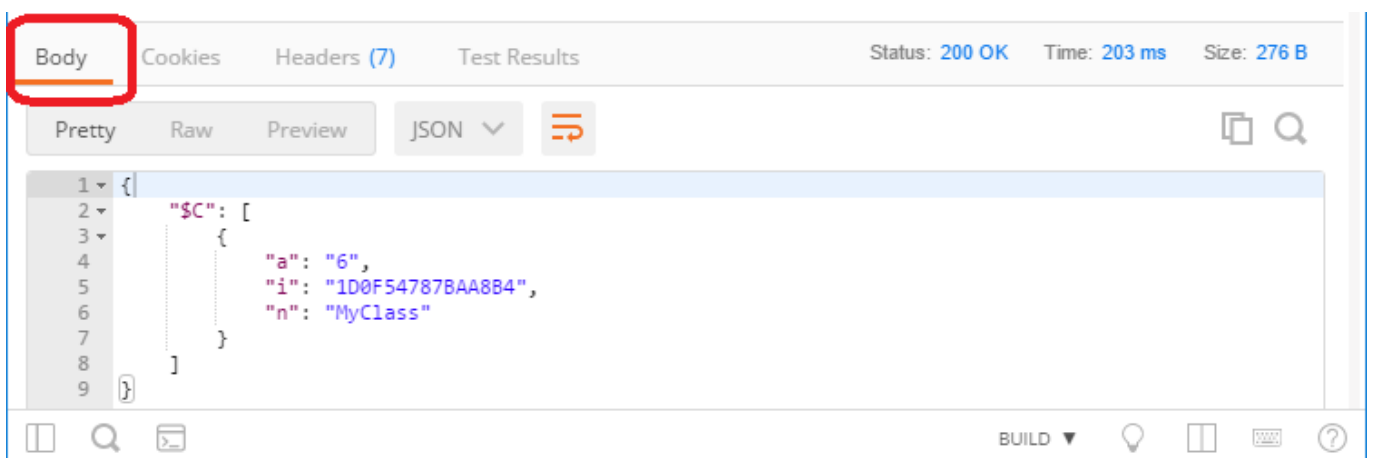 Body Cookies Headers (7) Test Results Status: 200 OK Time: 203 ms Size: 276 B
Pretty Raw Preview JSON
1 {
2 "$C": [
3 {
4 "a": "6",
5 "i": "1D0F54787BAA8B4",
6 "n": "MyClass"
7 }
8 ]
9 }
BUILD ▼